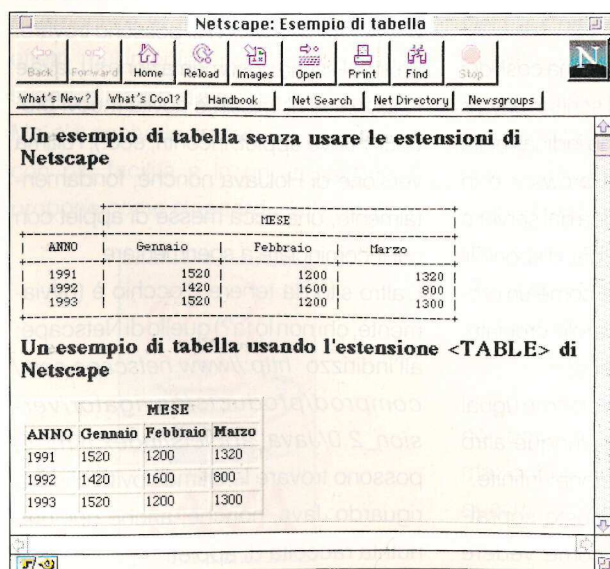 Netscape: Esempio di tabella
Back Forward Home Reload Images Open Print Find Stop
N
What's New? What's Cool? Handbook Net Search Net Directory Newsgroups
Un esempio di tabella senza usare le estensioni di
Netscape
MESE
ANNO Gennaio Febbraio Marzo
1991 1520 1200 1320
1992 1420 1600 800
1993 1520 1200 1300
Un esempio di tabella usando l'estensione <TABLE> di
Netscape
MESE
ANNO Gennaio Febbraio Marzo
1991 1520 1200 1320
1992 1420 1600 800
1993 1520 1200 1300